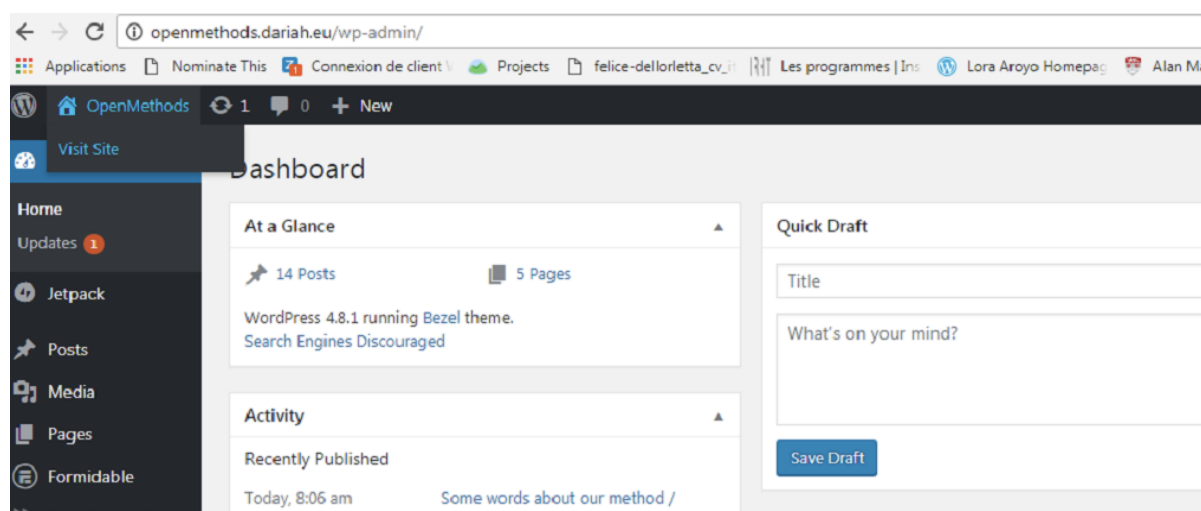 openmethods.dariah.eu/wp-admin/
Applications Nominate This Connexion de client Projects felice-dellorletta_cv_it Les programmes | Ins Lora Aroyo Homepag Alan Ma
OpenMethods 1 0 + New
Visit Site
Dashboard
Home
Updates 1
Jetpack
Posts
Media
Pages
Formidable
At a Glance
14 Posts 5 Pages
WordPress 4.8.1 running Bezel theme.
Search Engines Discouraged
Activity
Recently Published
Today, 8:06 am Some words about our method /
Quick Draft
Title
What's on your mind?
Save Draft